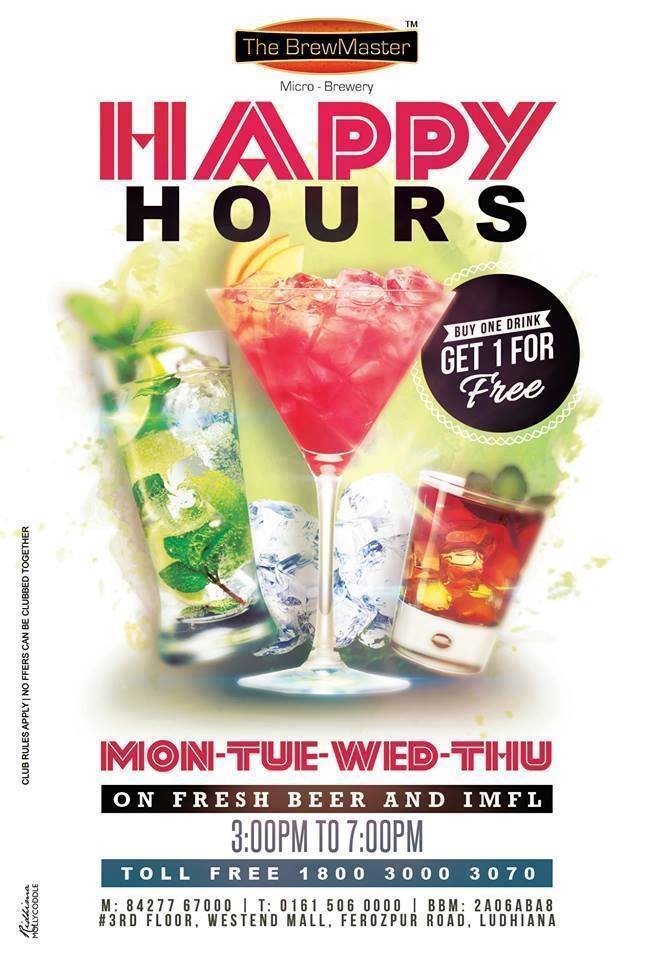 The BrewMaster™
Micro - Brewery
HAPPY
HOURS
BUY ONE DRINK
GET 1 FOR
Free
MON-TUE-WED-THU
ON FRESH BEER AND IMFL
3:00PM TO 7:00PM
TOLL FREE 1800 3000 3070
M: 84277 67000 | T: 0161 506 0000 | BBM: 2A06ABA8
#3RD FLOOR, WESTEND MALL, FEROZPUR ROAD, LUDHIANA
CLUB RULES APPLY | NO FFERS CAN BE CLUBBED TOGETHER
MOLLYCODDLE